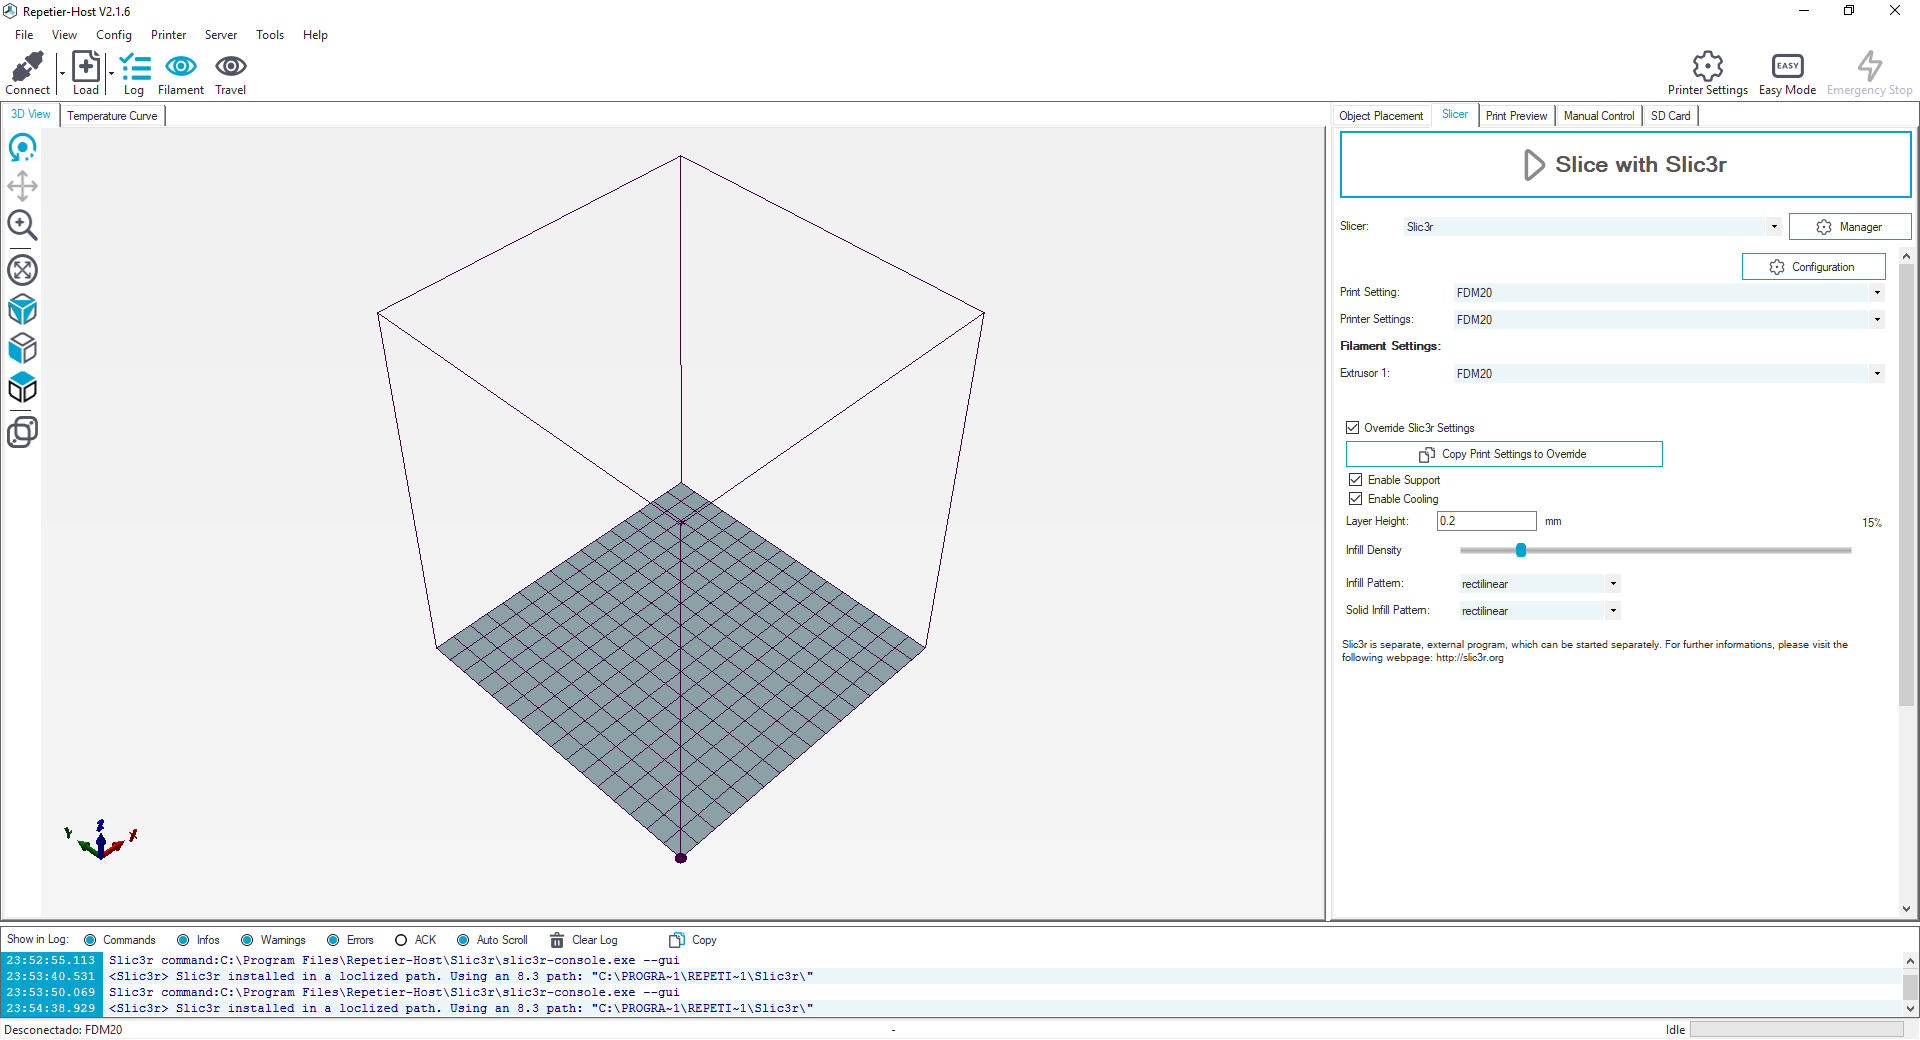 Repetier-Host V2.1.6
File View Config Printer Server Tools Help
Connect Load Log Filament Travel Printer Settings EASY Easy Mode Emergency Stop
3D View Temperature Curve
Object Placement Slicer Print Preview Manual Control SD Card
Slice with Slic3r
Slicer: Slic3r Manager
Configuration
Print Setting: FDM20
Printer Settings: FDM20
Filament Settings:
Extrusor 1: FDM20
Override Slic3r Settings
Copy Print Settings to Override
Enable Support
Enable Cooling
Layer Height: 0.2 mm 15%
Infill Density
Infill Pattern: rectilinear
Solid Infill Pattern: rectilinear
Slic3r is separate, external program, which can be started separately. For further informations, please visit the
following webpage: http://slic3r.org
Y Z X
Show in Log: Commands Infos Warnings Errors ACK Auto Scroll Clear Log Copy
23:52:55.113 Slic3r command:C:\Program Files\Repetier-Host\Slic3r\slic3r-console.exe --gui
23:53:40.531 <Slic3r> Slic3r installed in a loclized path. Using an 8.3 path: "C:\PROGRA~1\REPETI~1\Slic3r\"
23:53:50.069 Slic3r command:C:\Program Files\Repetier-Host\Slic3r\slic3r-console.exe --gui
23:54:38.929 <Slic3r> Slic3r installed in a loclized path. Using an 8.3 path: "C:\PROGRA~1\REPETI~1\Slic3r\"
Desconectado: FDM20 - Idle